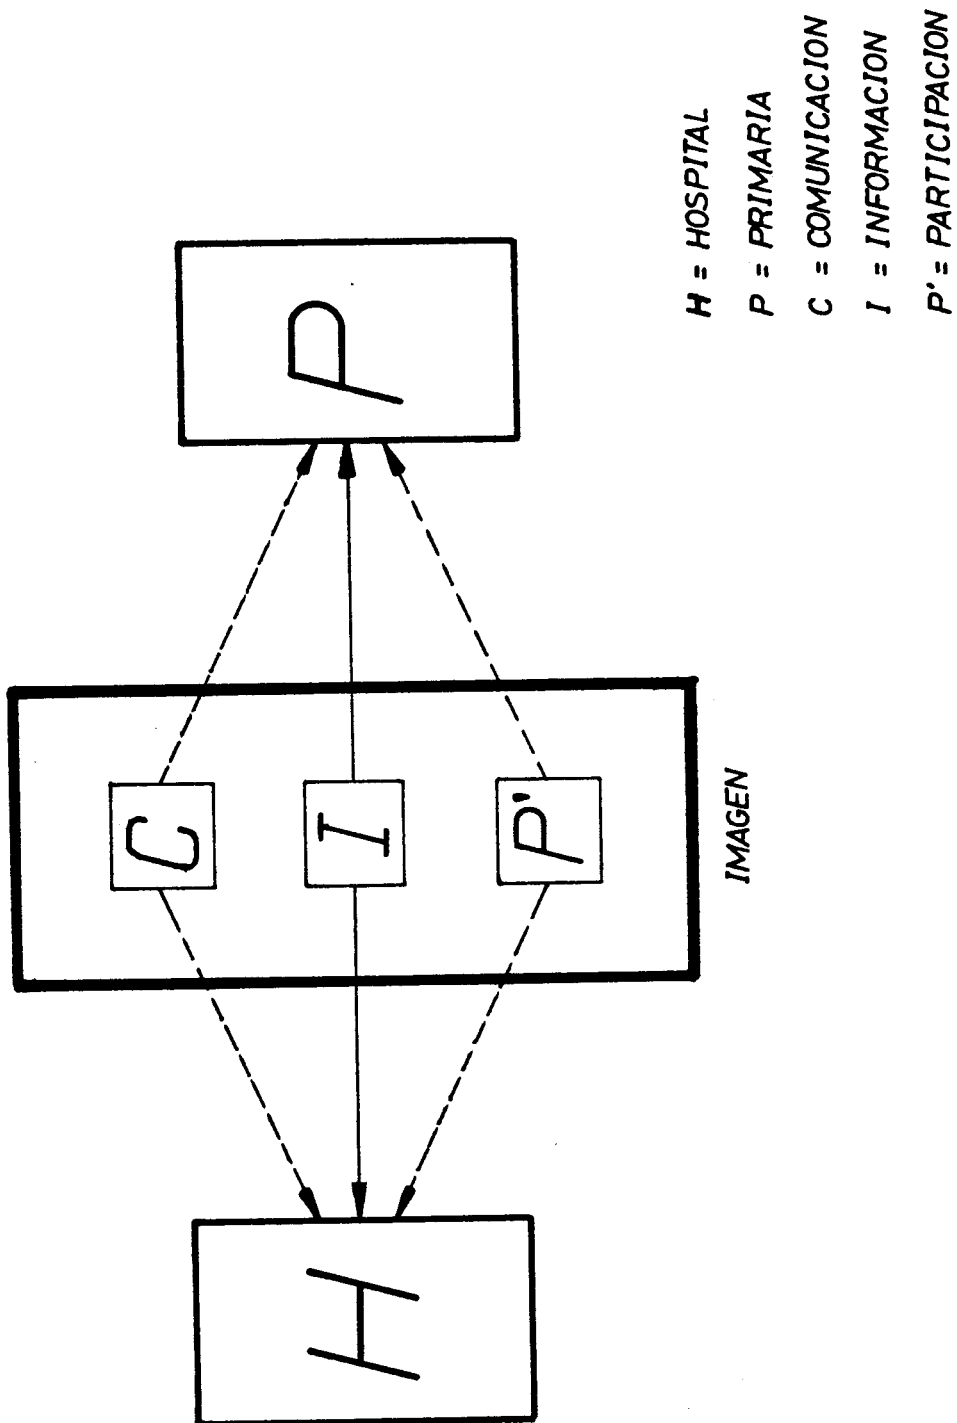 H
C
I
P'
P
IMAGEN
H = HOSPITAL
P = PRIMARIA
C = COMUNICACION
I = INFORMACION
P' = PARTICIPACION